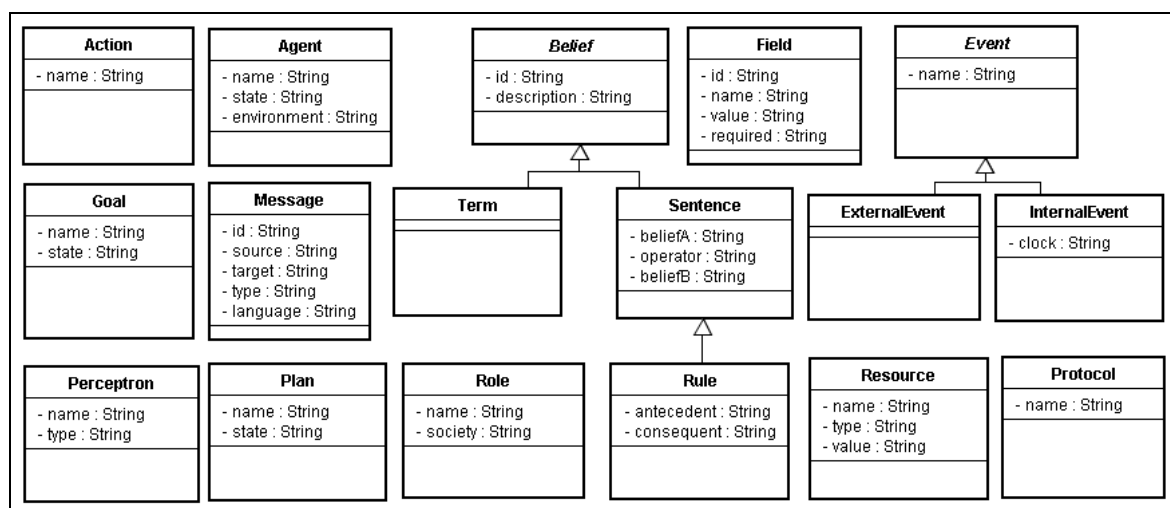 Action
- name : String
Agent
- name : String
- state : String
- environment : String
Belief
- id : String
- description : String
Field
- id : String
- name : String
- value : String
- required : String
Event
- name : String
Goal
- name : String
- state : String
Message
- id : String
- source : String
- target : String
- type : String
- language : String
Term
Sentence
- beliefA : String
- operator : String
- beliefB : String
ExternalEvent
InternalEvent
- clock : String
Perceptron
- name : String
- type : String
Plan
- name : String
- state : String
Role
- name : String
- society : String
Rule
- antecedent : String
- consequent : String
Resource
- name : String
- type : String
- value : String
Protocol
- name : String